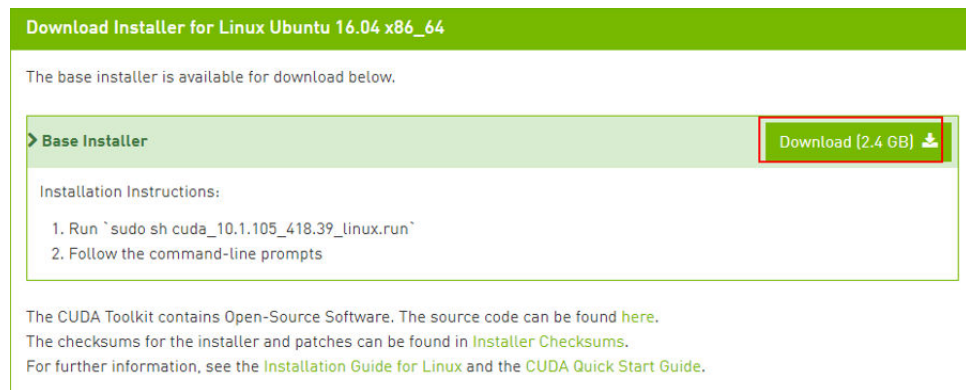 Download Installer for Linux Ubuntu 16.04 x86_64
The base installer is available for download below.
Base Installer
Download (2.4 GB)
Installation Instructions:
1. Run `sudo sh cuda_10.1.105_418.39_linux.run`
2. Follow the command-line prompts
The CUDA Toolkit contains Open-Source Software. The source code can be found here.
The checksums for the installer and patches can be found in Installer Checksums.
For further information, see the Installation Guide for Linux and the CUDA Quick Start Guide.